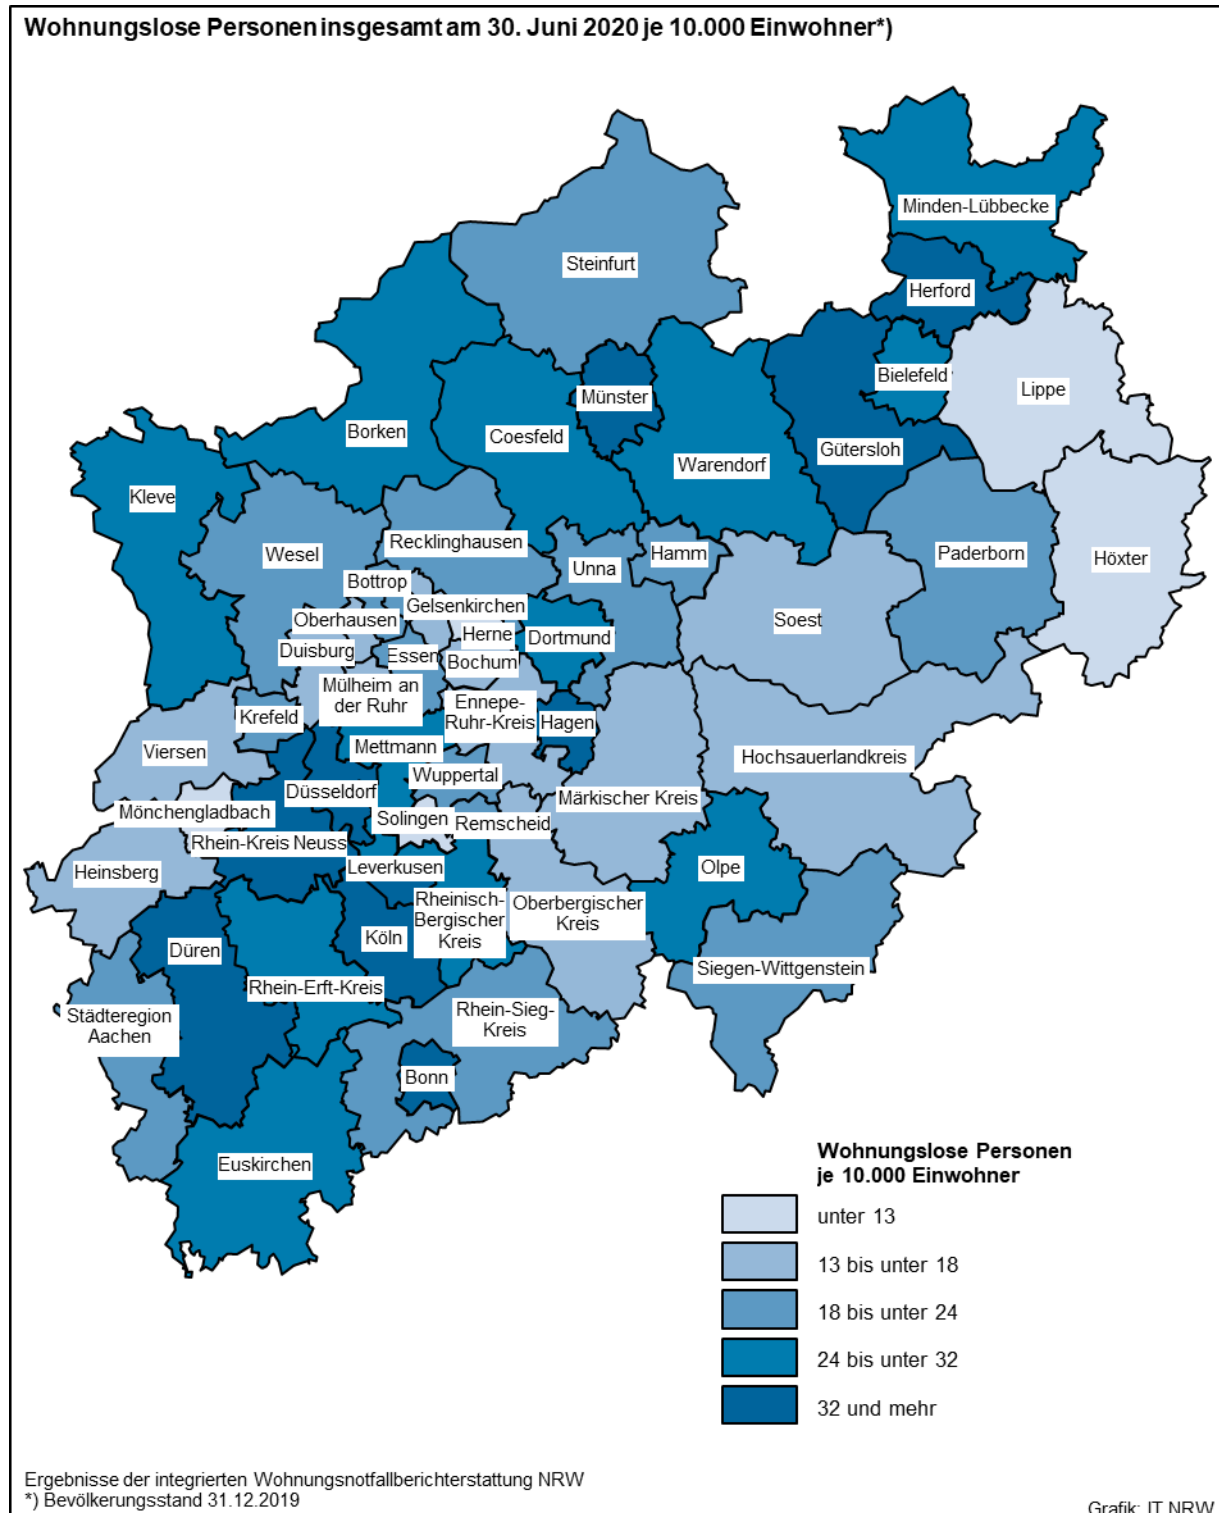 Wohnungslose Personen insgesamt am 30. Juni 2020 je 10.000 Einwohner*)
Minden-Lübbecke
Steinfurt
Herford
Bielefeld
Lippe
Münster
Borken
Coesfeld
Gütersloh
Warendorf
Kleve
Recklinghausen
Hamm
Paderborn
Höxter
Wesel
Unna
Bottrop
Gelsenkirchen
Oberhausen
Herne
Dortmund
Soest
Duisburg
Essen
Bochum
Mülheim an
der Ruhr
Ennepe-
Ruhr-Kreis
Krefeld
Hagen
Viersen
Mettmann
Hochsauerlandkreis
Wuppertal
Düsseldorf
Märkischer Kreis
Mönchengladbach
Solingen
Remscheid
Rhein-Kreis Neuss
Heinsberg
Leverkusen
Olpe
Rheinisch-
Bergischer
Kreis
Oberbergischer
Kreis
Köln
Düren
Siegen-Wittgenstein
Rhein-Erft-Kreis
Rhein-Sieg-
Kreis
Städteregion
Aachen
Bonn
Euskirchen
Wohnungslose Personen
je 10.000 Einwohner
unter 13
13 bis unter 18
18 bis unter 24
24 bis unter 32
32 und mehr
Ergebnisse der integrierten Wohnungsnotfallberichterstattung NRW
*) Bevölkerungsstand 31.12.2019
Grafik: IT NRW